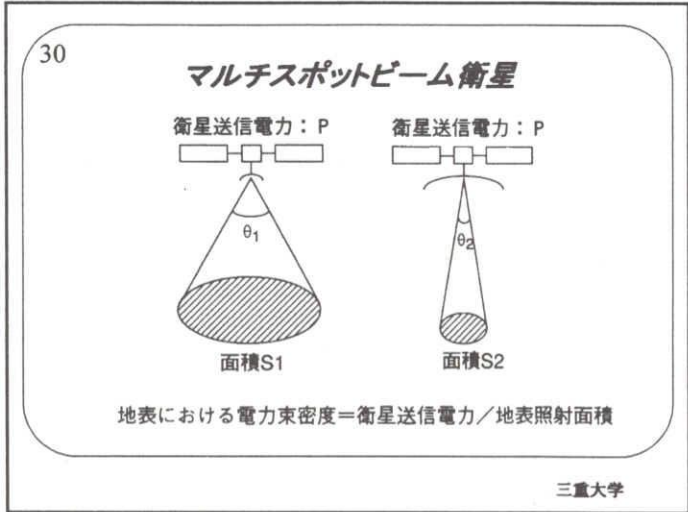 30
マルチスポットビーム衛星
衛星送信電力：P
衛星送信電力：P
θ1
θ2
面積S1
面積S2
地表における電力束密度＝衛星送信電力／地表照射面積
三重大学